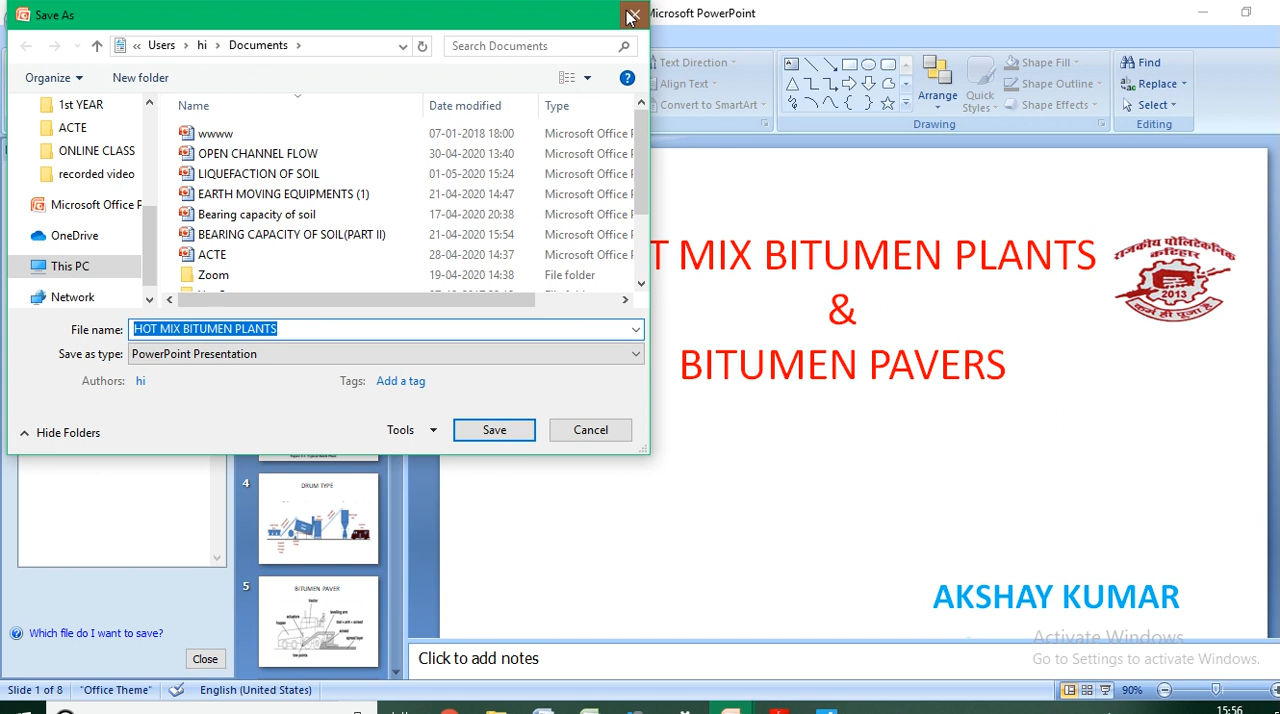 Save As
Microsoft PowerPoint
« Users › hi › Documents ›
Search Documents
Organize
New folder
Name
Date modified
Type
1st YEAR
ACTE
ONLINE CLASS
recorded video
Microsoft Office P
OneDrive
This PC
Network
wwww 07-01-2018 18:00 Microsoft Office P
OPEN CHANNEL FLOW 30-04-2020 13:40 Microsoft Office P
LIQUEFACTION OF SOIL 01-05-2020 15:24 Microsoft Office P
EARTH MOVING EQUIPMENTS (1) 21-04-2020 14:47 Microsoft Office P
Bearing capacity of soil 17-04-2020 20:38 Microsoft Office P
BEARING CAPACITY OF SOIL(PART II) 21-04-2020 15:54 Microsoft Office P
ACTE 28-04-2020 14:37 Microsoft Office P
Zoom 19-04-2020 14:38 File folder
File name: HOT MIX BITUMEN PLANTS
Save as type: PowerPoint Presentation
Authors: hi
Tags: Add a tag
Hide Folders
Tools
Save
Cancel
Text Direction
Align Text
Convert to SmartArt
Arrange
Quick
Styles
Shape Fill
Shape Outline
Shape Effects
Drawing
Find
Replace
Select
Editing
T MIX BITUMEN PLANTS
&
BITUMEN PAVERS
राजकीय पोलिटेकनिक
कटिहार
2013
कर्म ही पूजा है
AKSHAY KUMAR
4
DRUM TYPE
5
BITUMEN PAVER
Which file do I want to save?
Close
Click to add notes
Activate Windows
Go to Settings to activate Windows.
Slide 1 of 8
"Office Theme"
English (United States)
90%
15:56